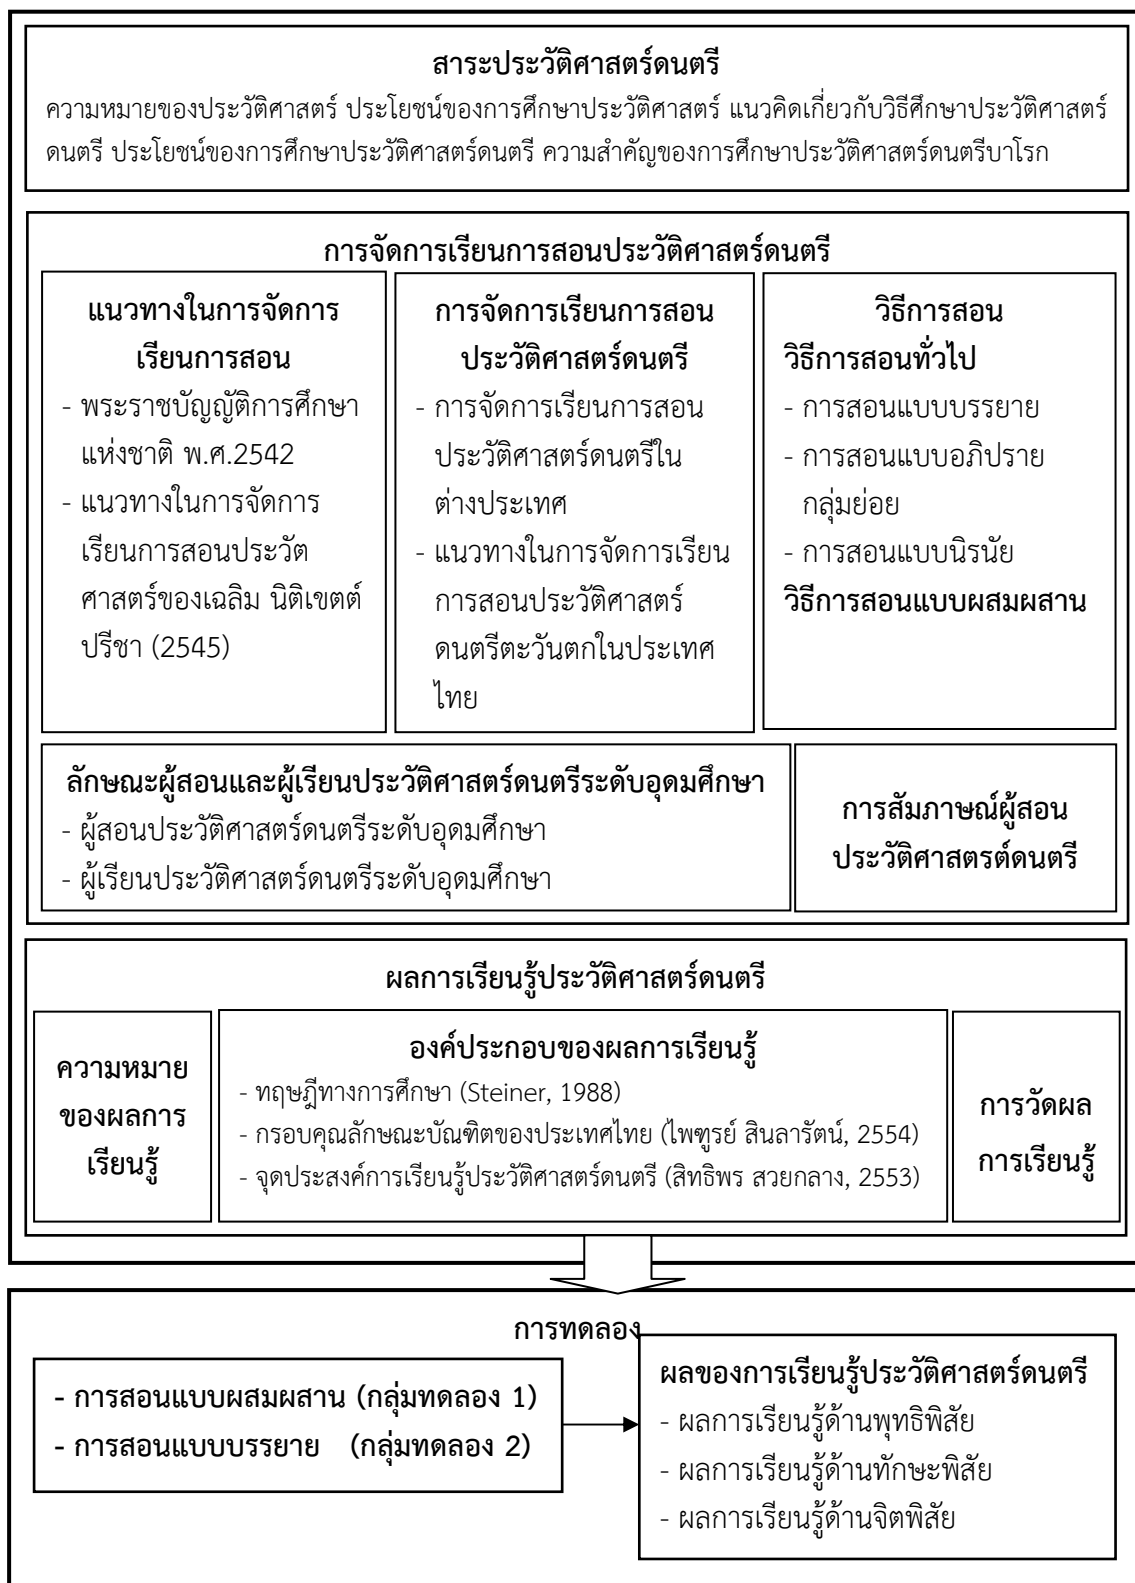 สาระประวัติศาสตร์ดนตรี
ความหมายของประวัติศาสตร์ ประโยชน์ของการศึกษาประวัติศาสตร์ แนวคิดเกี่ยวกับวิธีศึกษาประวัติศาสตร์
ดนตรี ประโยชน์ของการศึกษาประวัติศาสตร์ดนตรี ความสำคัญของการศึกษาประวัติศาสตร์ดนตรีบาโรก
การจัดการเรียนการสอนประวัติศาสตร์ดนตรี
แนวทางในการจัดการ
เรียนการสอน
- พระราชบัญญัติการศึกษา
แห่งชาติ พ.ศ.2542
- แนวทางในการจัดการ
เรียนการสอนประวัต
ศาสตร์ของเฉลิม นิติเขตต์
ปรีชา (2545)
การจัดการเรียนการสอน
ประวัติศาสตร์ดนตรี
- การจัดการเรียนการสอน
ประวัติศาสตร์ดนตรีใน
ต่างประเทศ
- แนวทางในการจัดการเรียน
การสอนประวัติศาสตร์
ดนตรีตะวันตกในประเทศ
ไทย
วิธีการสอน
วิธีการสอนทั่วไป
- การสอนแบบบรรยาย
- การสอนแบบอภิปราย
กลุ่มย่อย
- การสอนแบบนิรนัย
วิธีการสอนแบบผสมผสาน
ลักษณะผู้สอนและผู้เรียนประวัติศาสตร์ดนตรีระดับอุดมศึกษา
- ผู้สอนประวัติศาสตร์ดนตรีระดับอุดมศึกษา
- ผู้เรียนประวัติศาสตร์ดนตรีระดับอุดมศึกษา
การสัมภาษณ์ผู้สอน
ประวัติศาสตรต์ดนตรี
ผลการเรียนรู้ประวัติศาสตร์ดนตรี
ความหมาย
ของผลการ
เรียนรู้
องค์ประกอบของผลการเรียนรู้
- ทฤษฎีทางการศึกษา (Steiner, 1988)
- กรอบคุณลักษณะบัณฑิตของประเทศไทย (ไพฑูรย์ สินลารัตน์, 2554)
- จุดประสงค์การเรียนรู้ประวัติศาสตร์ดนตรี (สิทธิพร สวยกลาง, 2553)
การวัดผล
การเรียนรู้
การทดลอง
- การสอนแบบผสมผสาน (กลุ่มทดลอง 1)
- การสอนแบบบรรยาย (กลุ่มทดลอง 2)
ผลของการเรียนรู้ประวัติศาสตร์ดนตรี
- ผลการเรียนรู้ด้านพุทธิพิสัย
- ผลการเรียนรู้ด้านทักษะพิสัย
- ผลการเรียนรู้ด้านจิตพิสัย